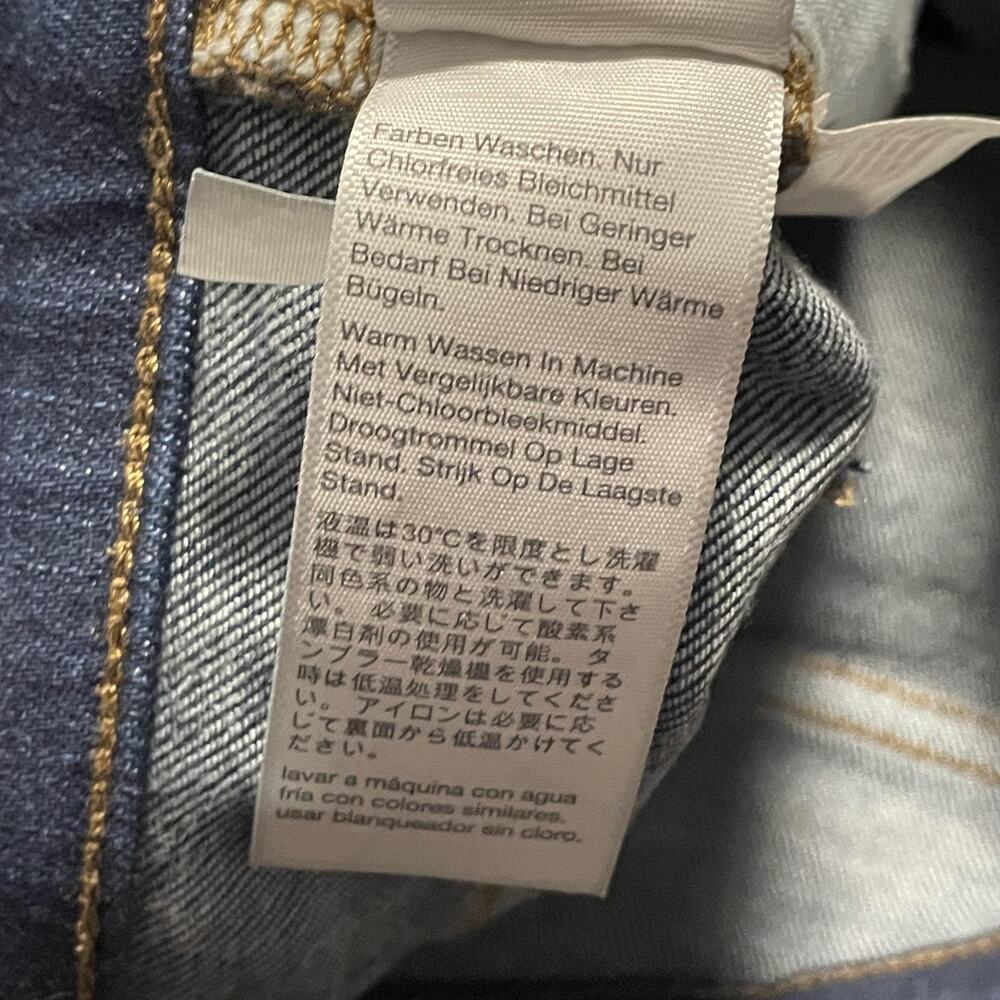 Farben Waschen. Nur
Chlorfreies Bleichmittel
Verwenden. Bei Geringer
Wärme Trocknen. Bei
Bedarf Bei Niedriger Wärme
Bügeln.
Warm Wassen In Machine
Met Vergelijkbare Kleuren.
Niet-Chloorbleekmiddel.
Droogtrommel Op Lage
Stand. Strijk Op De Laagste
Stand.
液温は30℃を限度とし洗濯
機で弱い洗いができます。
同色系の物と洗濯して下さ
い。 必要に応じて酸素系
漂白剤の使用が可能。 タ
ンブラー乾燥機を使用する
時は低温処理をしてくださ
い。 アイロンは必要に応
じて裏面から低温かけてく
ださい。
lavar a máquina con agua
fría con colores similares.
usar blanqueador sin cloro.